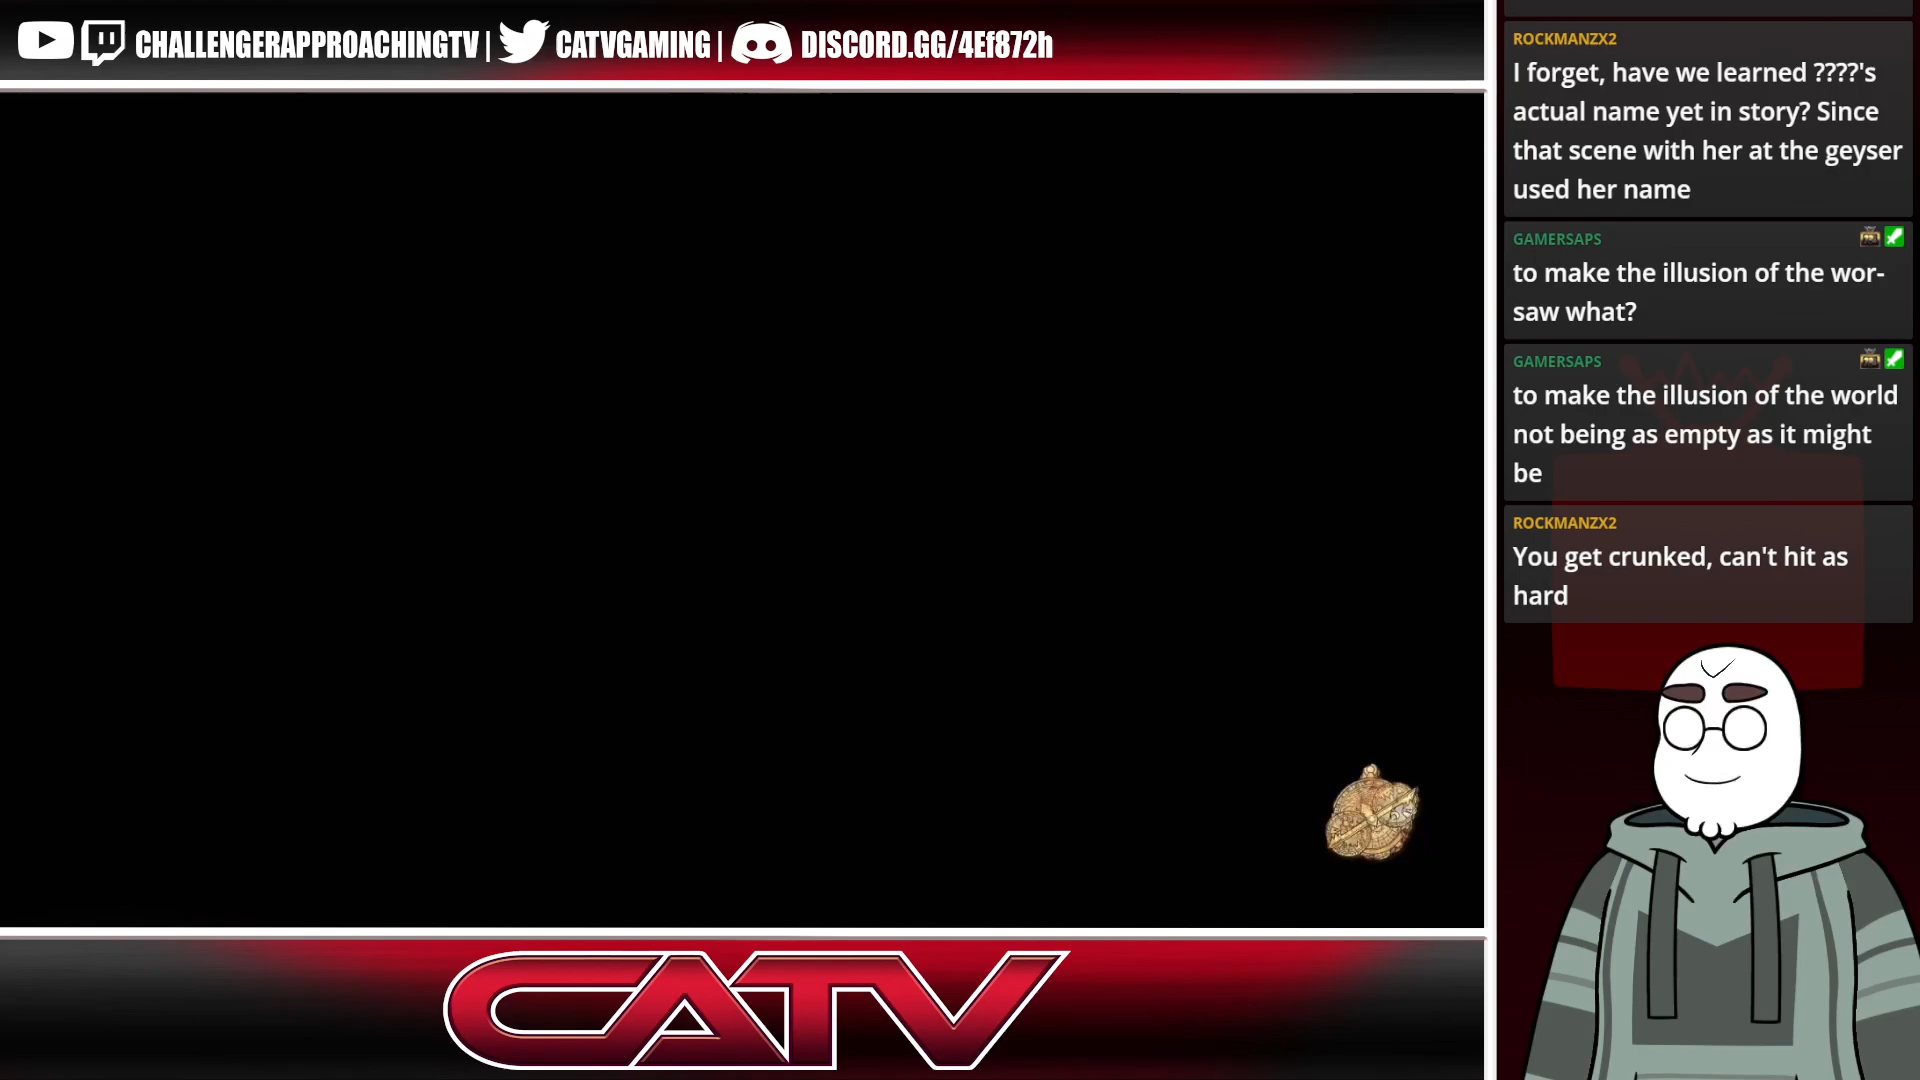 CHALLENGERAPPROACHINGTV | CATVGAMING | DISCORD.GG/4Ef872h
ROCKMANZX2
I forget, have we learned ????'s
actual name yet in story? Since
that scene with her at the geyser
used her name
GAMERSAPS
to make the illusion of the wor-
saw what?
GAMERSAPS
to make the illusion of the world
not being as empty as it might
be
ROCKMANZX2
You get crunked, can't hit as
hard
CATV